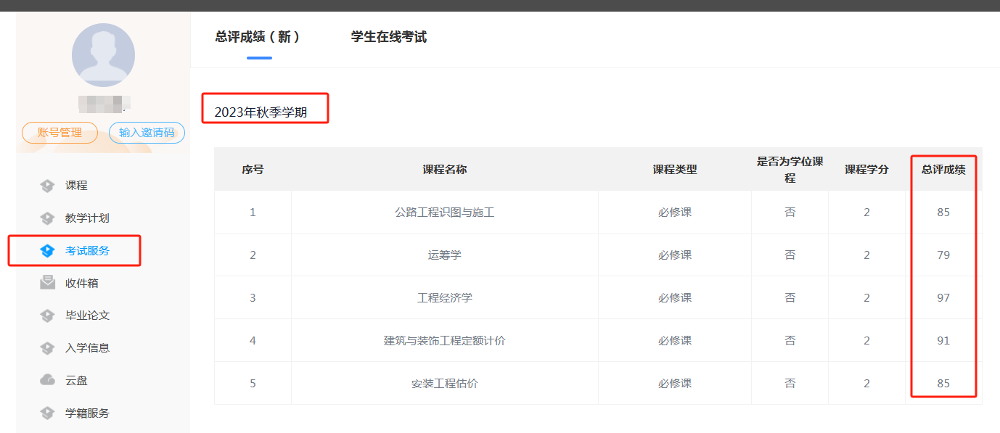 总评成绩（新）
学生在线考试
账号管理
输入邀请码
课程
教学计划
考试服务
收件箱
毕业论文
入学信息
云盘
学籍服务
2023年秋季学期
序号 课程名称 课程类型 是否为学位课程 课程学分 总评成绩
1 公路工程识图与施工 必修课 否 2 85
2 运筹学 必修课 否 2 79
3 工程经济学 必修课 否 2 97
4 建筑与装饰工程定额计价 必修课 否 2 91
5 安装工程估价 必修课 否 2 85